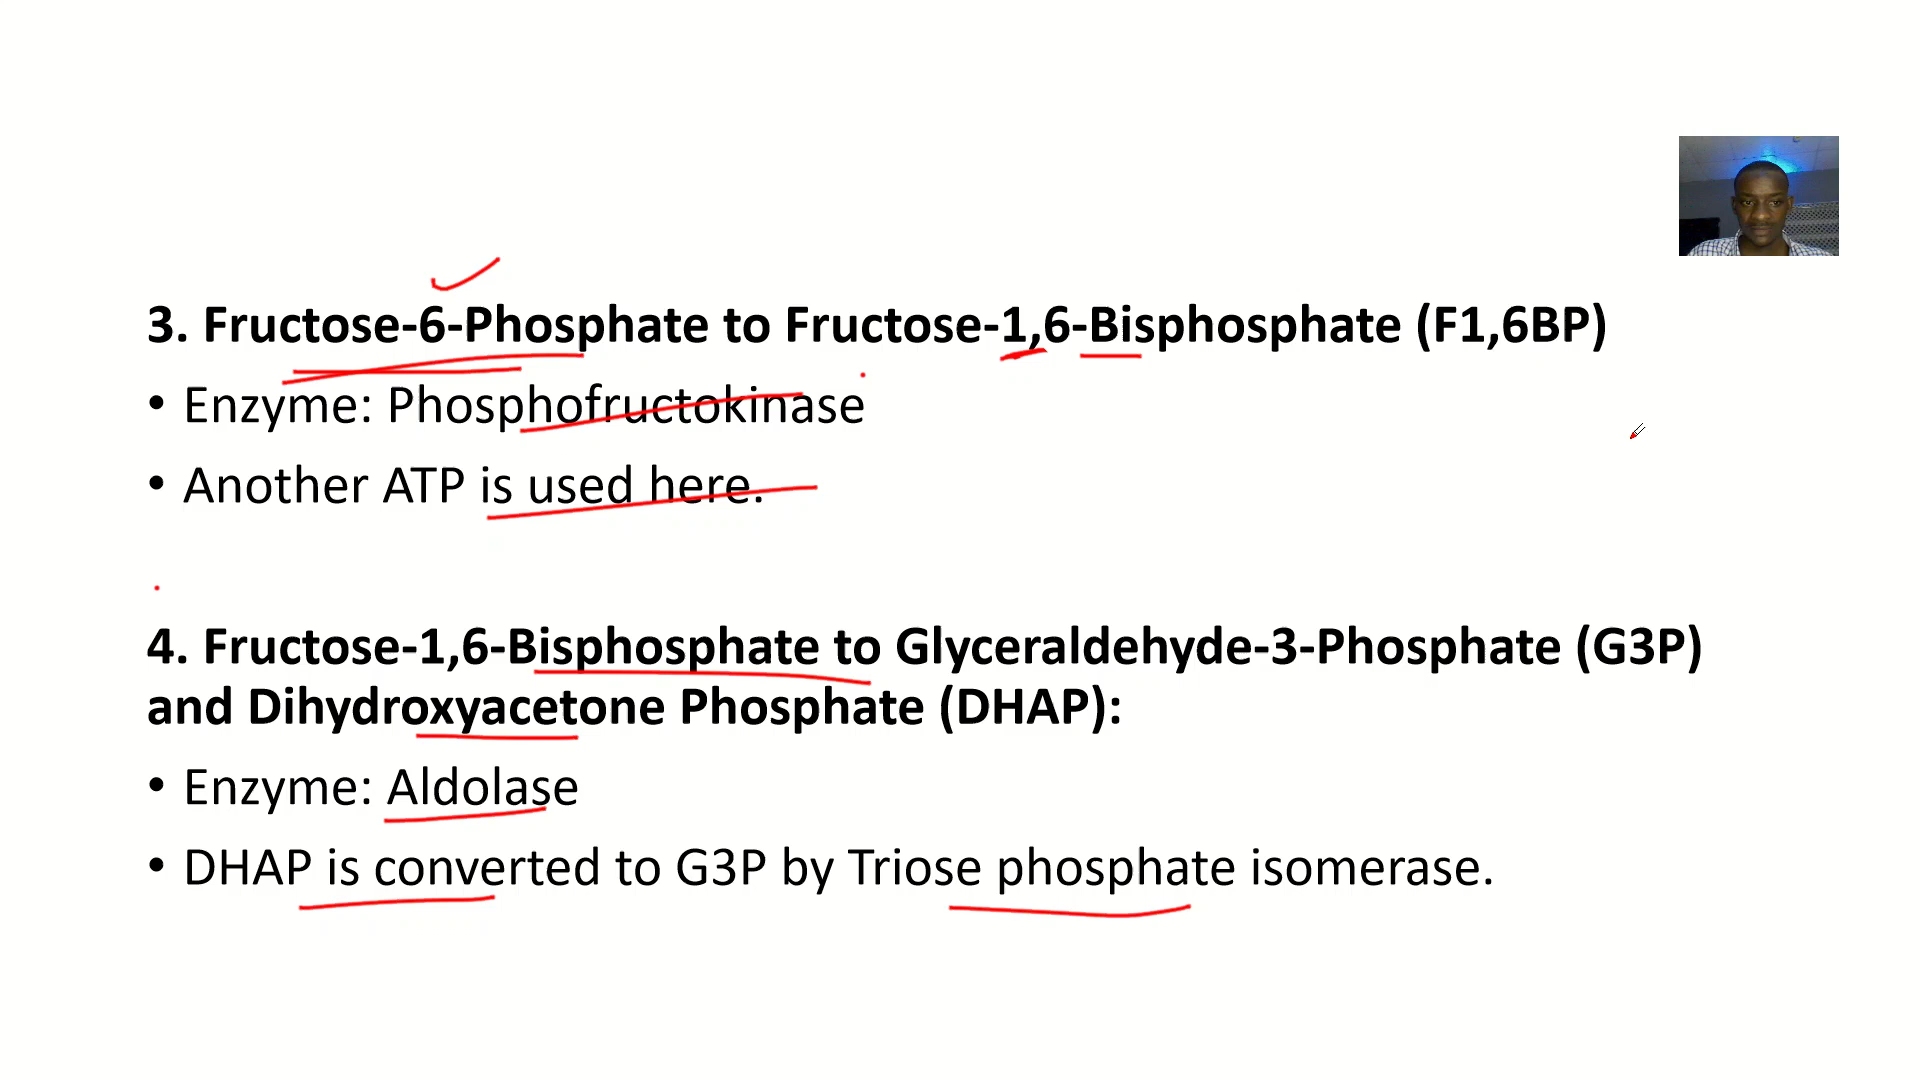 3. Fructose-6-Phosphate to Fructose-1,6-Bisphosphate (F1,6BP)
• Enzyme: Phosphofructokinase
• Another ATP is used here.
4. Fructose-1,6-Bisphosphate to Glyceraldehyde-3-Phosphate (G3P)
and Dihydroxyacetone Phosphate (DHAP):
• Enzyme: Aldolase
• DHAP is converted to G3P by Triose phosphate isomerase.